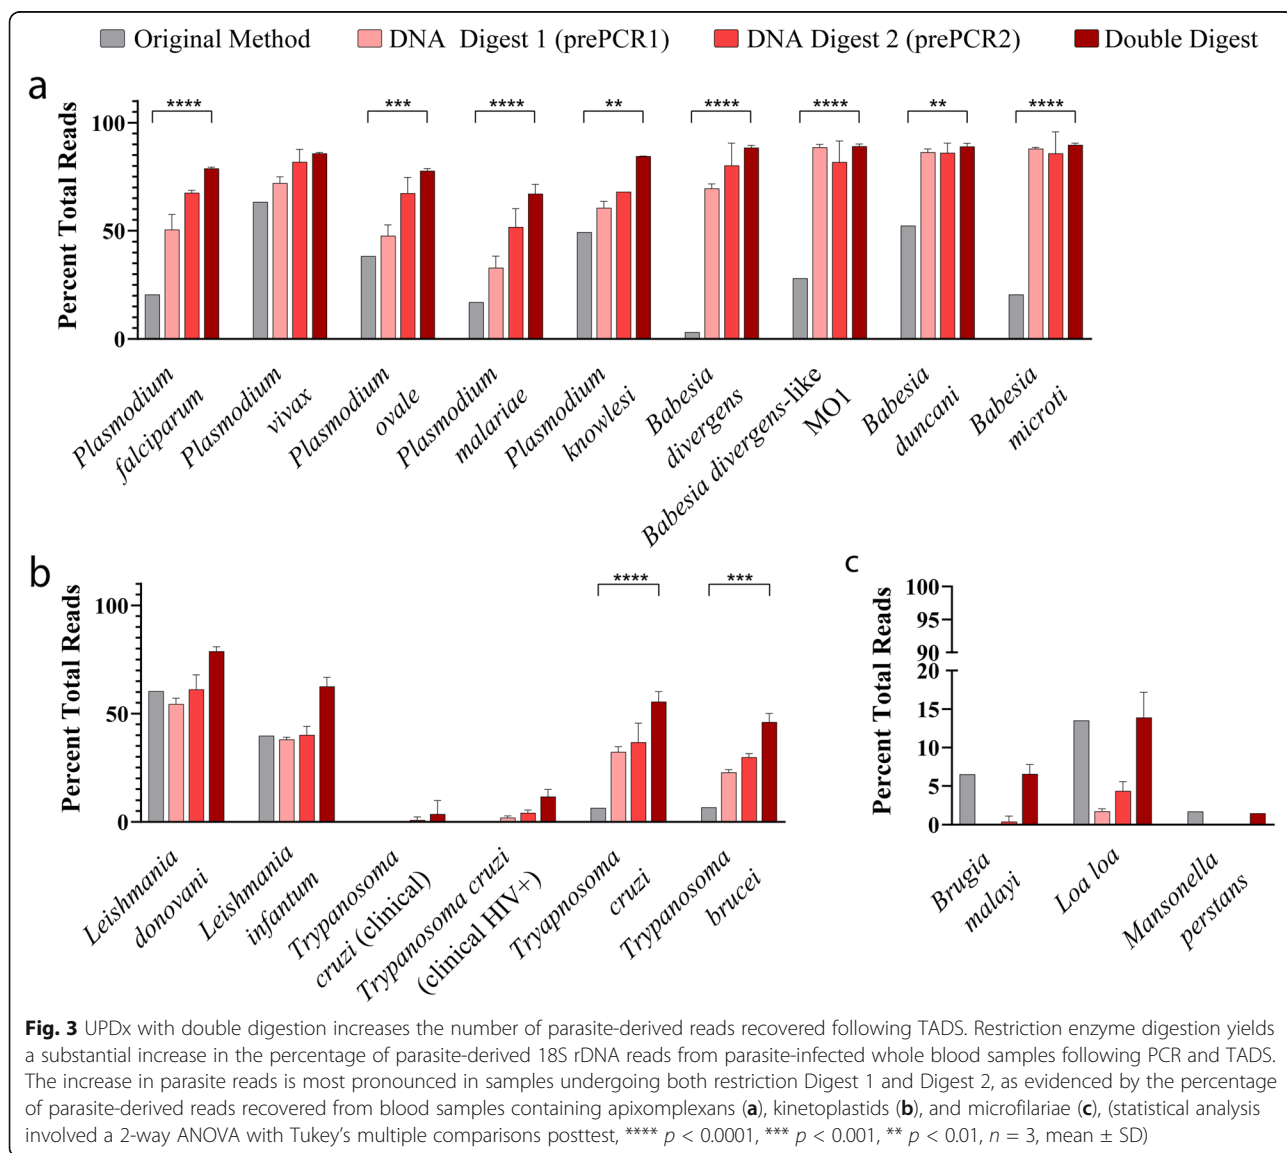 Original Method DNA Digest 1 (prePCR1) DNA Digest 2 (prePCR2) Double Digest
a
Percent Total Reads
100
50
0
**** *** **** ** **** **** ** ****
Plasmodium
falciparum
Plasmodium
vivax
Plasmodium
ovale
Plasmodium
malariae
Plasmodium
knowlesi
Babesia
divergens
Babesia divergens-like
MO1
Babesia
duncani
Babesia
microti
b
Percent Total Reads
100
50
0
**** ***
Leishmania
donovani
Leishmania
infantum
Trypanosoma
cruzi (clinical)
Trypanosoma cruzi
(clinical HIV+)
Tryapnosoma
cruzi
Trypanosoma
brucei
c
Percent Total Reads
100
95
90
20
15
10
5
0
Brugia
malayi
Loa loa
Mansonella
perstans
Fig. 3 UPDx with double digestion increases the number of parasite-derived reads recovered following TADS. Restriction enzyme digestion yields
a substantial increase in the percentage of parasite-derived 18S rDNA reads from parasite-infected whole blood samples following PCR and TADS.
The increase in parasite reads is most pronounced in samples undergoing both restriction Digest 1 and Digest 2, as evidenced by the percentage
of parasite-derived reads recovered from blood samples containing apixomplexans (a), kinetoplastids (b), and microfilariae (c), (statistical analysis
involved a 2-way ANOVA with Tukey's multiple comparisons posttest, **** p < 0.0001, *** p < 0.001, ** p < 0.01, n = 3, mean ± SD)